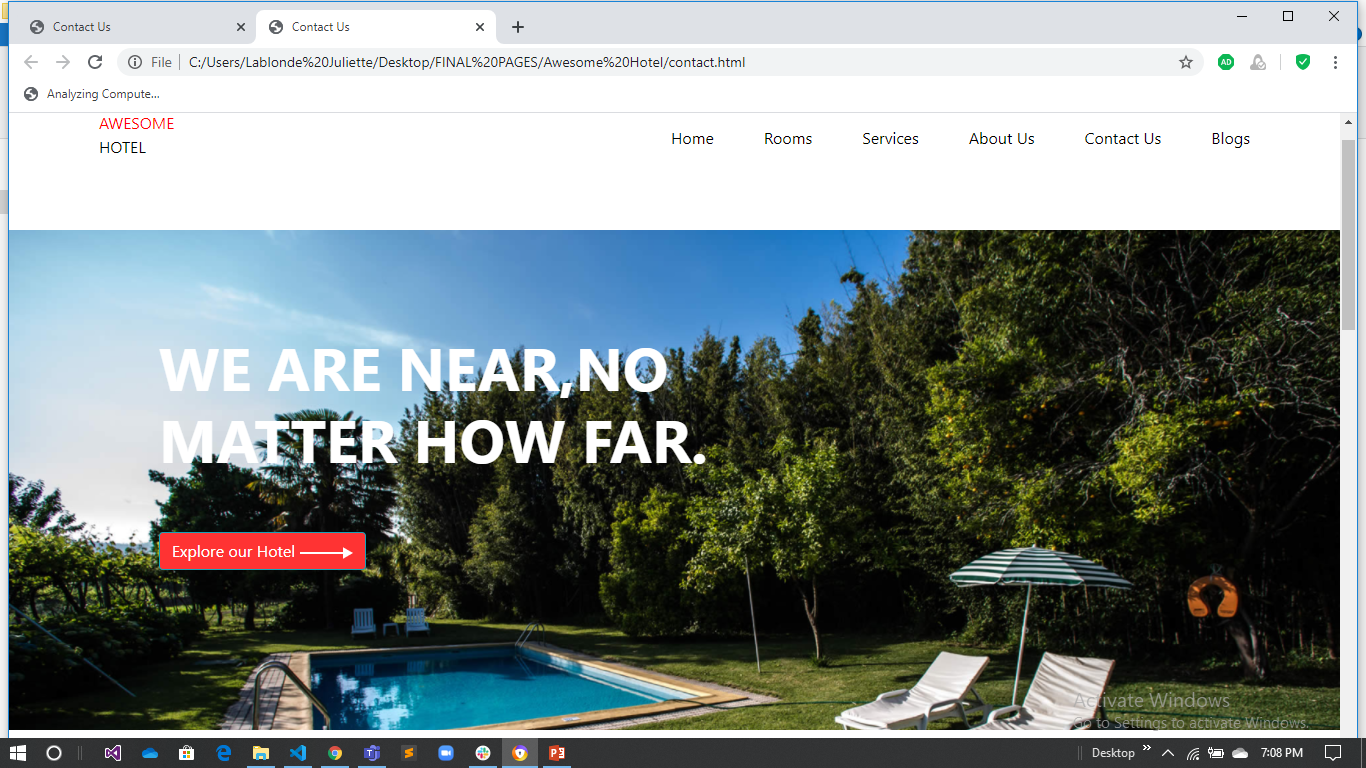 Contact Us
Contact Us
File
C:/Users/Lablonde%20Juliette/Desktop/FINAL%20PAGES/Awesome%20Hotel/contact.html
AD
Analyzing Compute...
AWESOME
HOTEL
Home
Rooms
Services
About Us
Contact Us
Blogs
WE ARE NEAR,NO
MATTER HOW FAR.
Explore our Hotel
Activate Windows
Go to Settings to activate Windows.
Desktop
7:08 PM